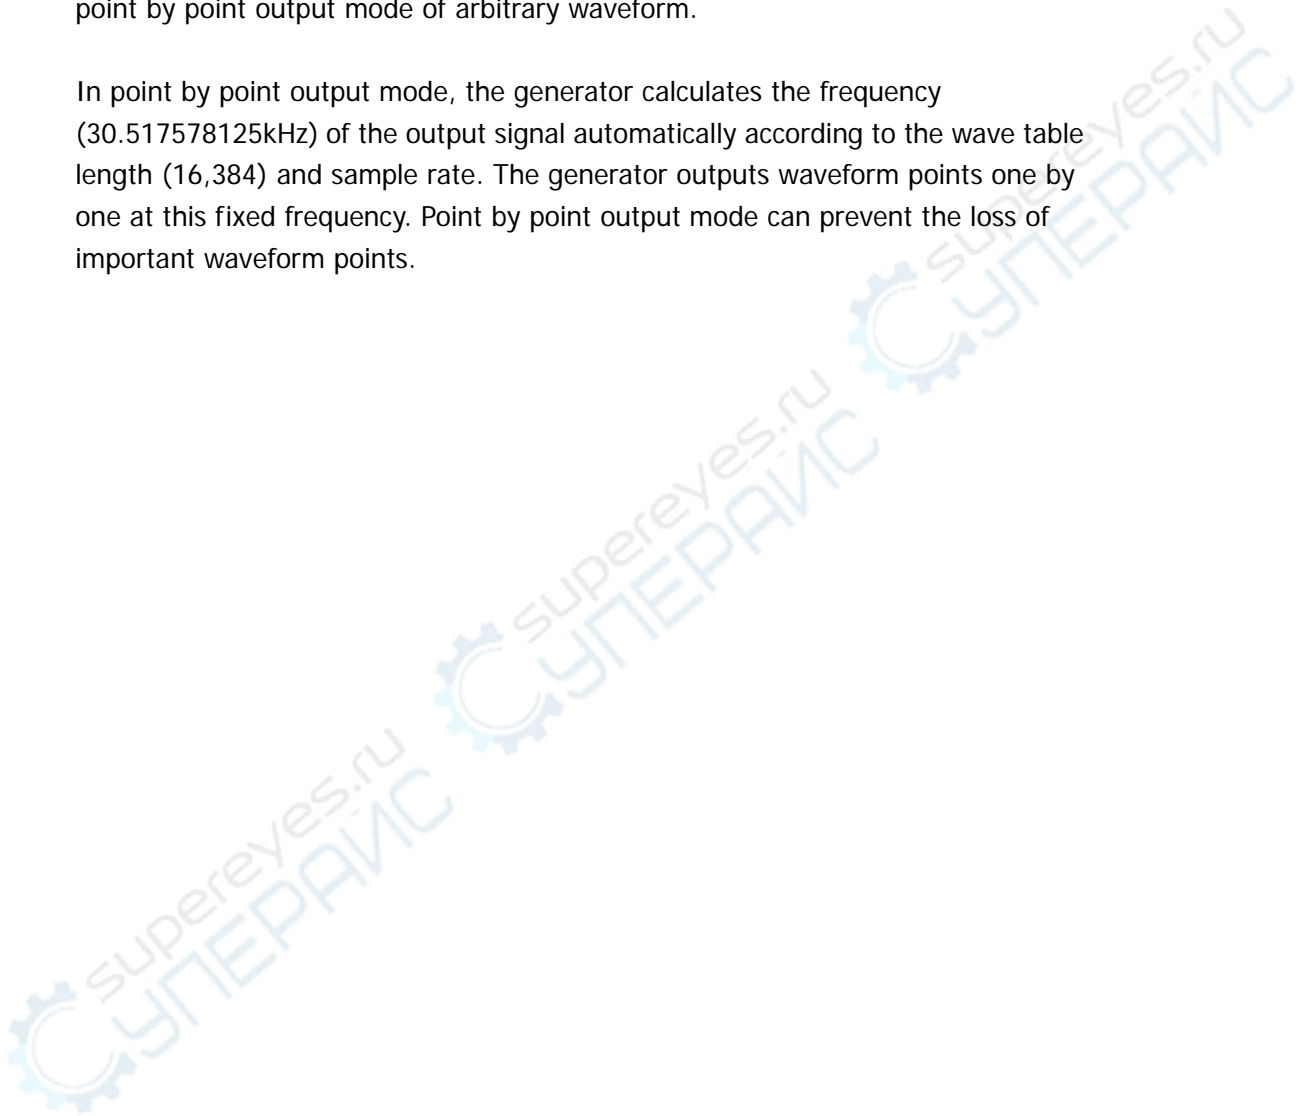 point by point output mode of arbitrary waveform.
In point by point output mode, the generator calculates the frequency
(30.517578125kHz) of the output signal automatically according to the wave table
length (16,384) and sample rate. The generator outputs waveform points one by
one at this fixed frequency. Point by point output mode can prevent the loss of
important waveform points.
supereyes.ru
СУПЕРАЙС
supereyes.ru
СУПЕРАЙС
supereyes.ru
СУПЕРАЙС